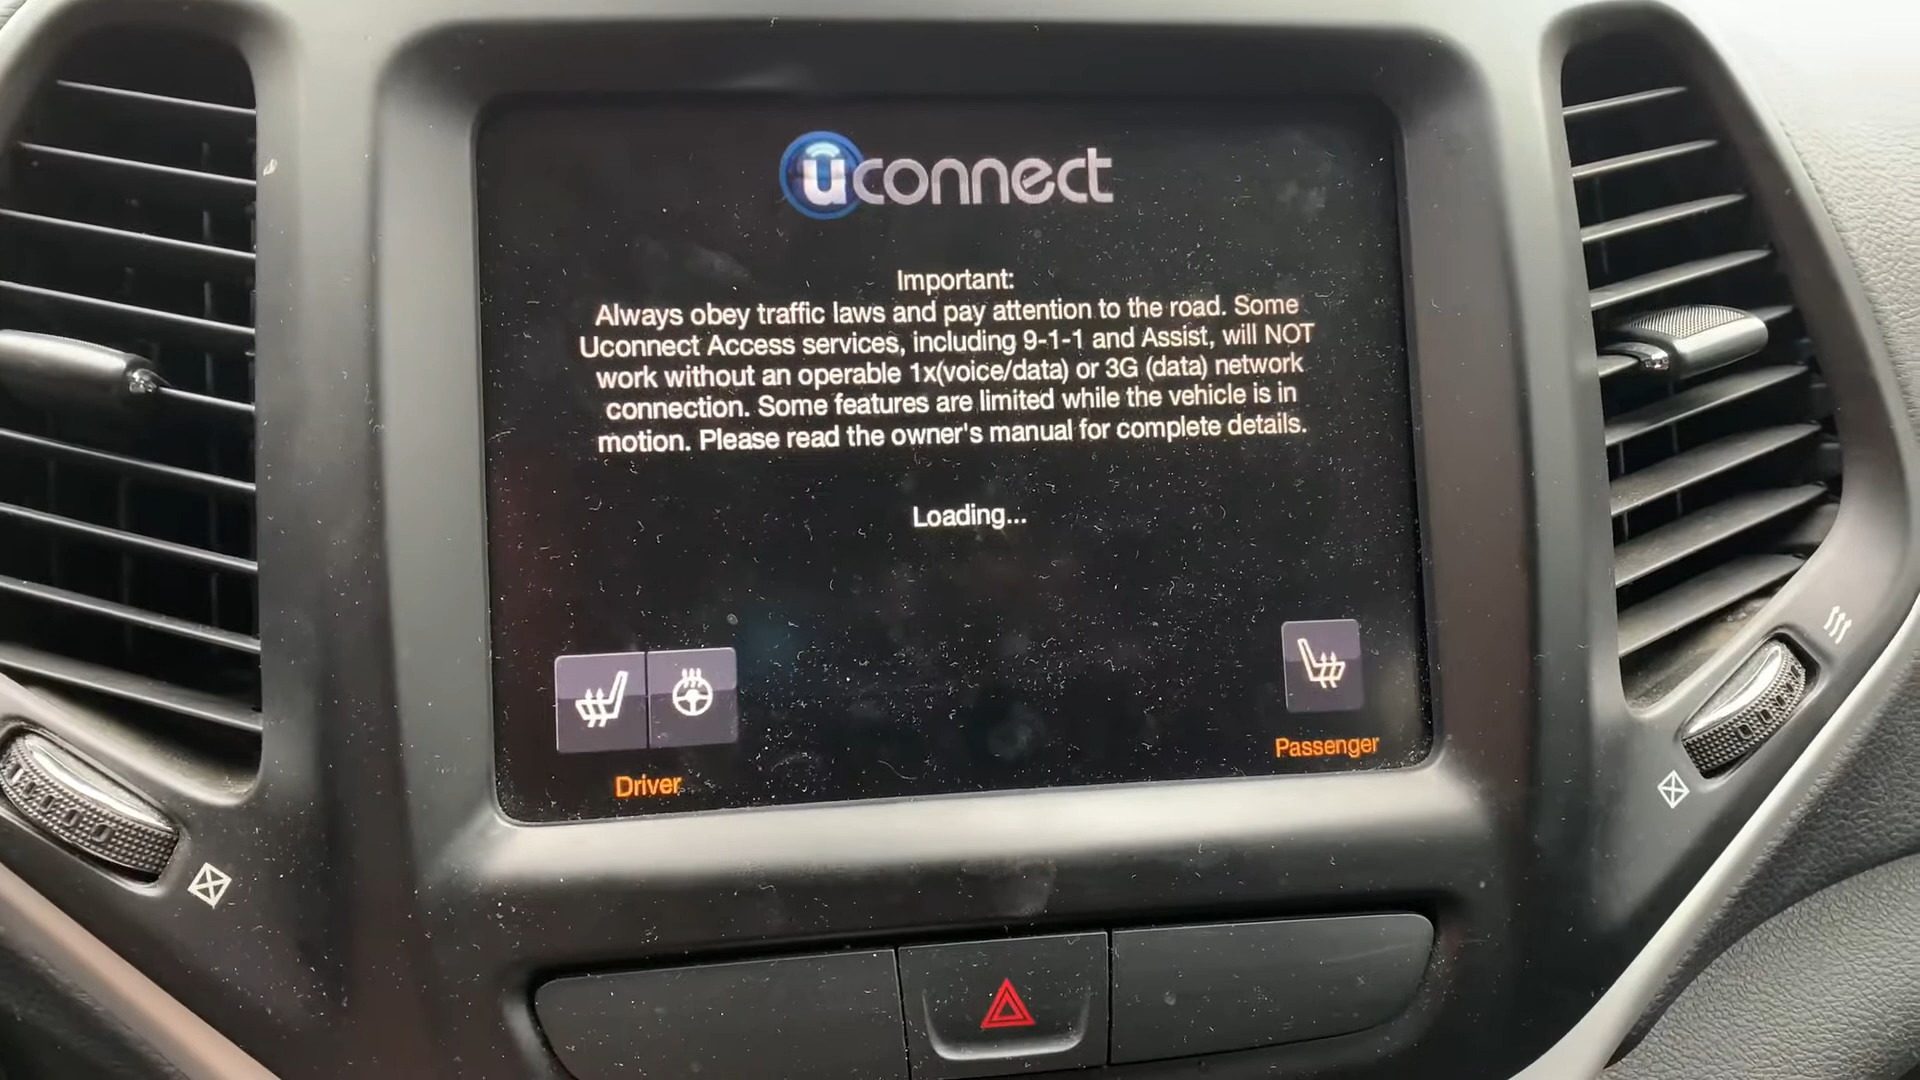 uconnect
Important:
Always obey traffic laws and pay attention to the road. Some
Uconnect Access services, including 9-1-1 and Assist, will NOT
work without an operable 1x(voice/data) or 3G (data) network
connection. Some features are limited while the vehicle is in
motion. Please read the owner's manual for complete details.
Loading...
Driver
Passenger